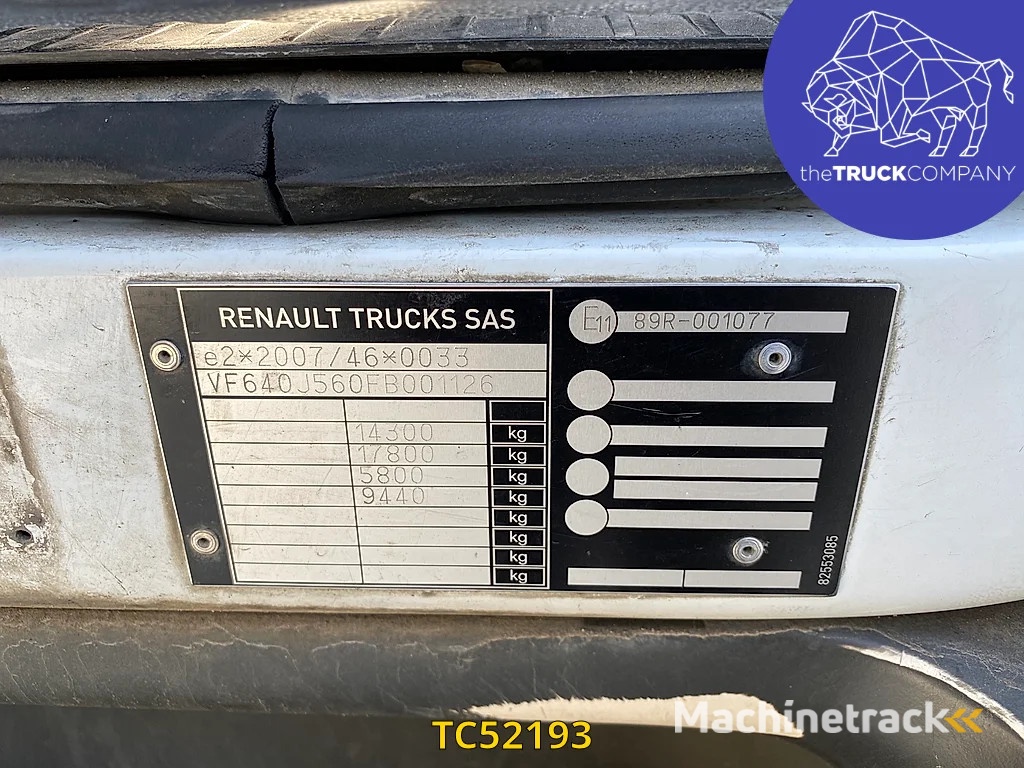 theTRUCKCOMPANY
RENAULT TRUCKS SAS
e2*2007/46*0033
VF640J560FB001126
14300 kg
17800 kg
5800 kg
9440 kg
kg
kg
kg
kg
E11 89R-001077
82553085
TC52193
Machinetrack